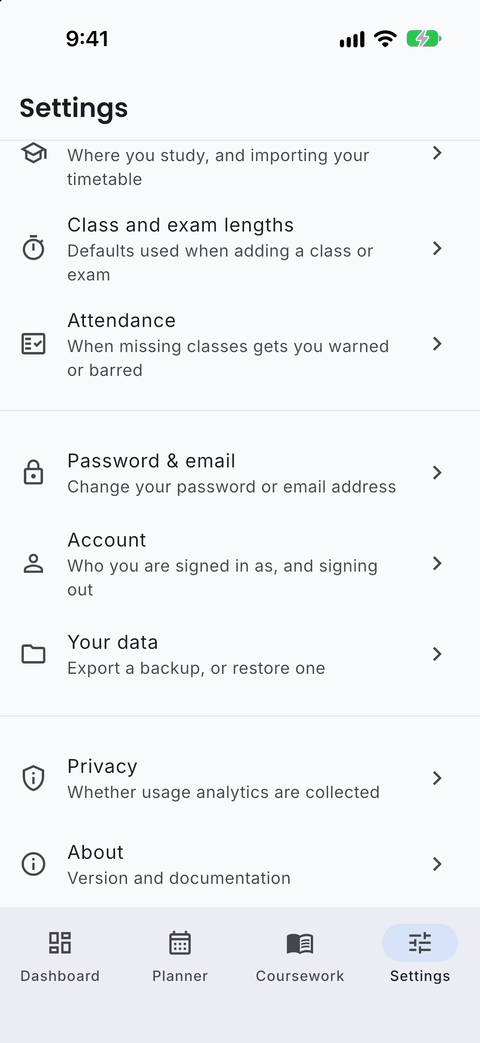 9:41
Settings
Where you study, and importing your
timetable
Class and exam lengths
Defaults used when adding a class or
exam
Attendance
When missing classes gets you warned
or barred
Password & email
Change your password or email address
Account
Who you are signed in as, and signing
out
Your data
Export a backup, or restore one
Privacy
Whether usage analytics are collected
About
Version and documentation
Dashboard
Planner
Coursework
Settings